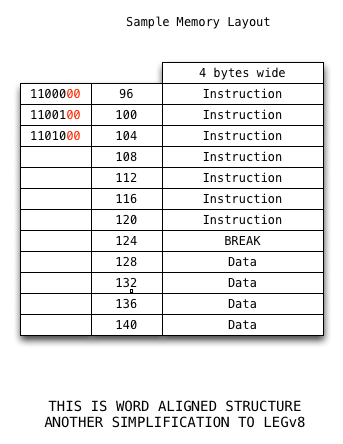 Sample Memory Layout
4 bytes wide
1100000 96 Instruction
1100100 100 Instruction
1101000 104 Instruction
108 Instruction
112 Instruction
116 Instruction
120 Instruction
124 BREAK
128 Data
132 Data
136 Data
140 Data
THIS IS WORD ALIGNED STRUCTURE
ANOTHER SIMPLIFICATION TO LEGv8